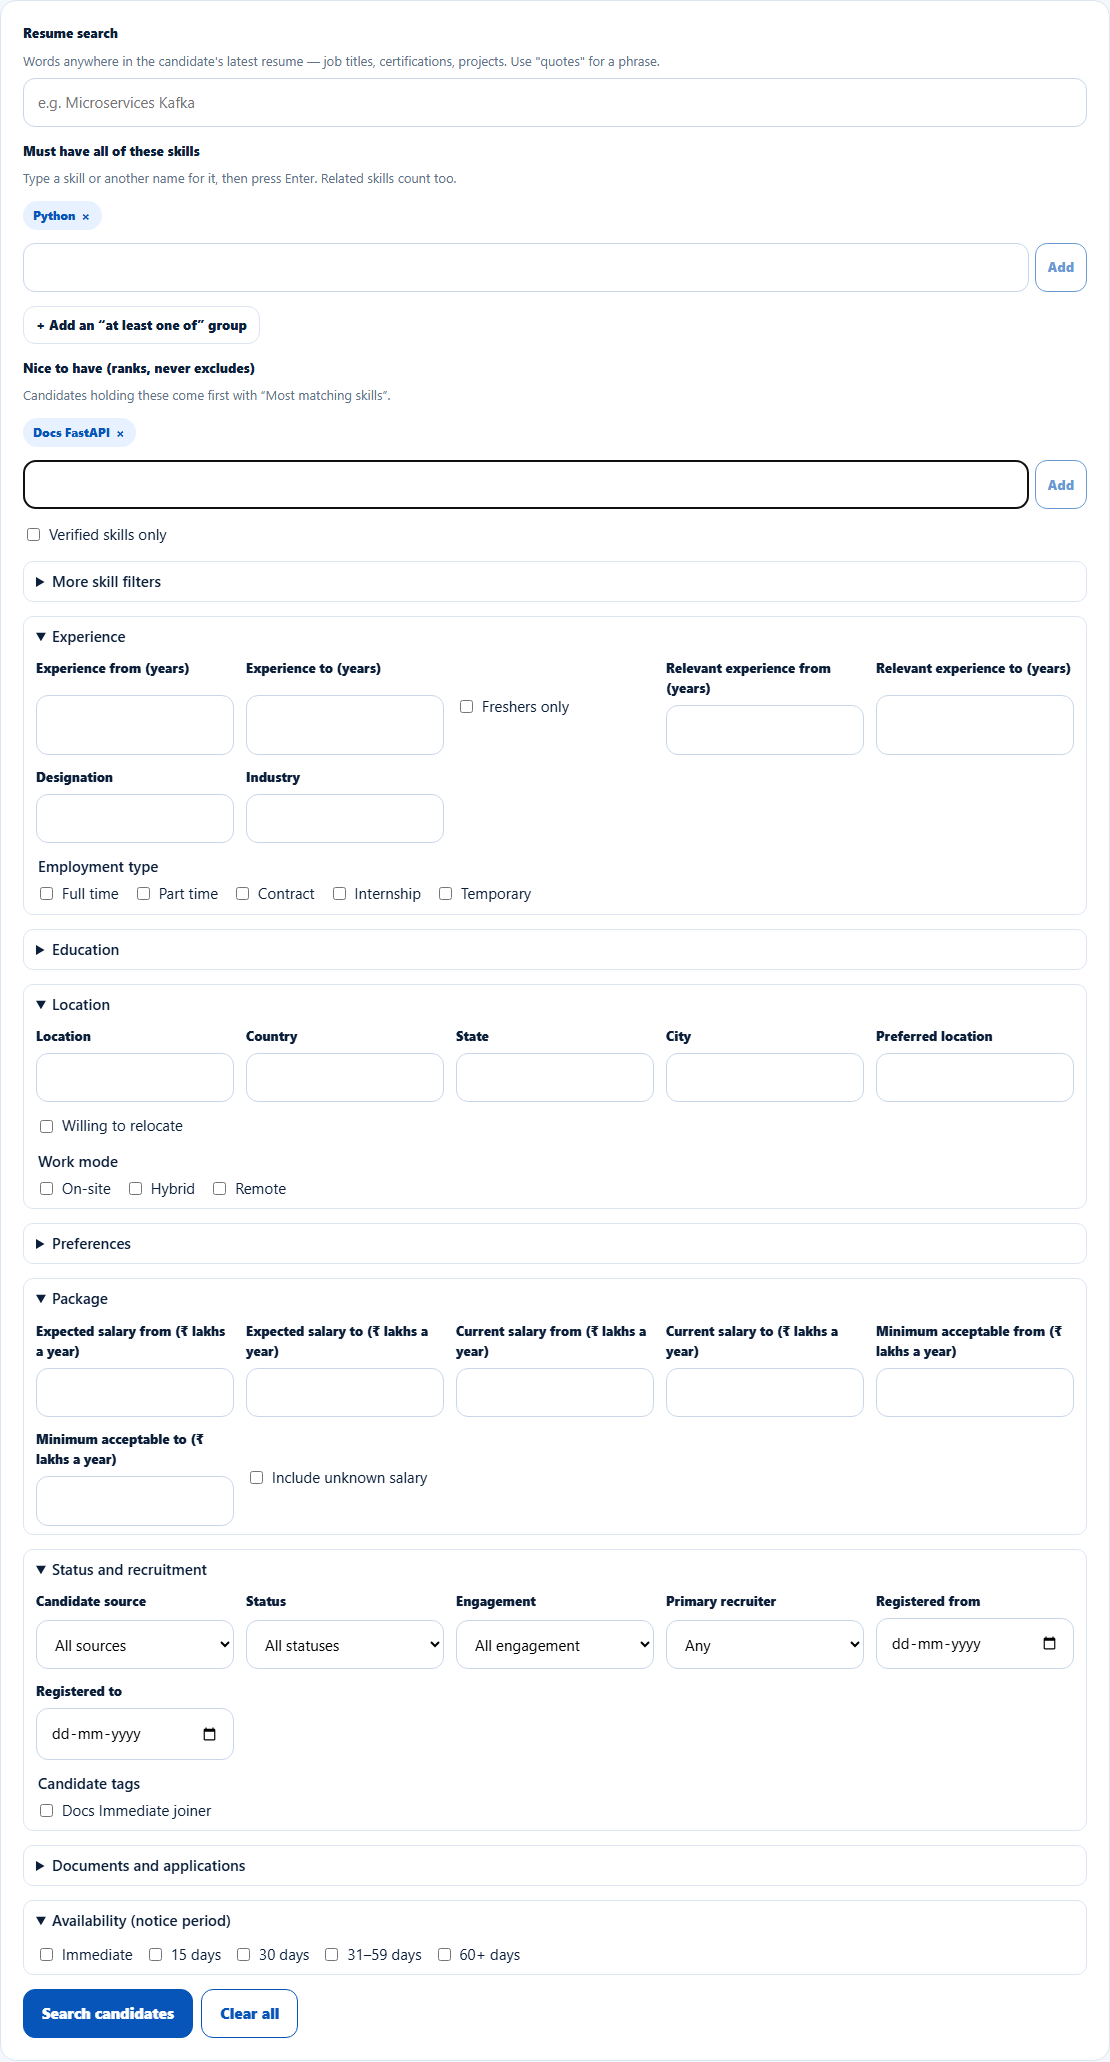 Resume search
Words anywhere in the candidate's latest resume — job titles, certifications, projects. Use "quotes" for a phrase.
e.g. Microservices Kafka
Must have all of these skills
Type a skill or another name for it, then press Enter. Related skills count too.
Python ×
Add
+ Add an “at least one of” group
Nice to have (ranks, never excludes)
Candidates holding these come first with “Most matching skills”.
Docs FastAPI ×
Add
Verified skills only
▶ More skill filters
▼ Experience
Experience from (years)
Experience to (years)
Freshers only
Relevant experience from
(years)
Relevant experience to (years)
Designation
Industry
Employment type
Full time Part time Contract Internship Temporary
▶ Education
▼ Location
Location Country State City Preferred location
Willing to relocate
Work mode
On-site Hybrid Remote
▶ Preferences
▼ Package
Expected salary from (₹ lakhs
a year)
Expected salary to (₹ lakhs a
year)
Current salary from (₹ lakhs a
year)
Current salary to (₹ lakhs a
year)
Minimum acceptable from (₹
lakhs a year)
Minimum acceptable to (₹
lakhs a year)
Include unknown salary
▼ Status and recruitment
Candidate source Status Engagement Primary recruiter Registered from
All sources All statuses All engagement Any dd-mm-yyyy
Registered to
dd-mm-yyyy
Candidate tags
Docs Immediate joiner
▶ Documents and applications
▼ Availability (notice period)
Immediate 15 days 30 days 31–59 days 60+ days
Search candidates Clear all